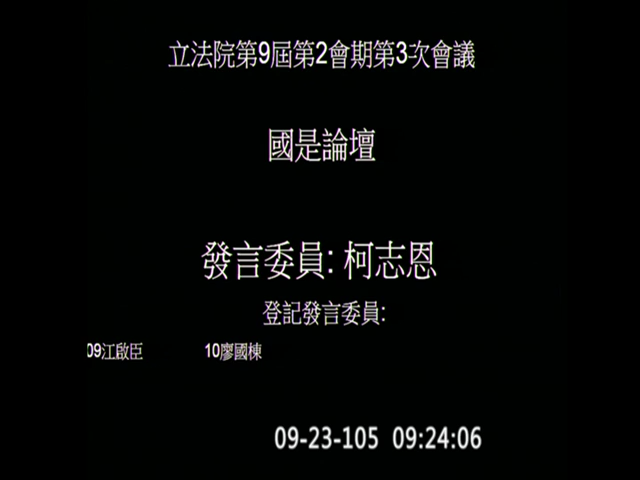 立法院第9屆第2會期第3次會議
國是論壇
發言委員: 柯志恩
登記發言委員:
09江啟臣 10廖國棟
09-23-105 09:24:06